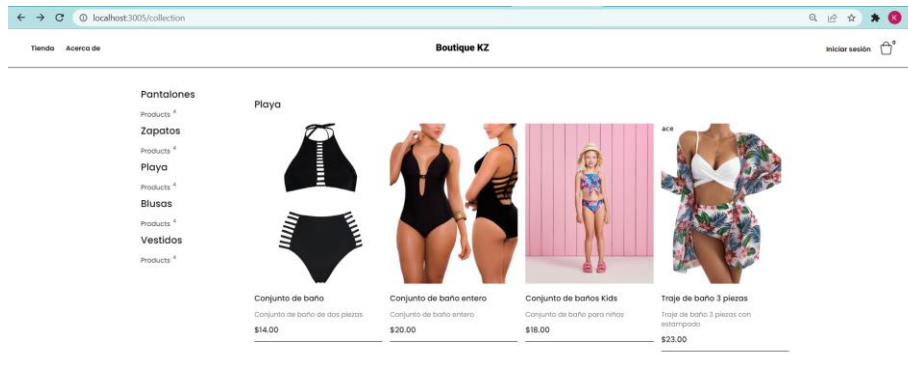 localhost:3005/collection
K
Tienda Acerca de Boutique KZ Iniciar sesión 0
Pantalones
Products 4
Zapatos
Products 4
Playa
Products 4
Blusas
Products 4
Vestidos
Products 4
Playa
ace
Conjunto de baño
Conjunto de baño de dos piezas
$14.00
Conjunto de baño entero
Conjunto de baño entero
$20.00
Conjunto de baños Kids
Conjunto de baño para niñas
$18.00
Traje de baño 3 piezas
Traje de baño 3 piezas con
estampado
$23.00